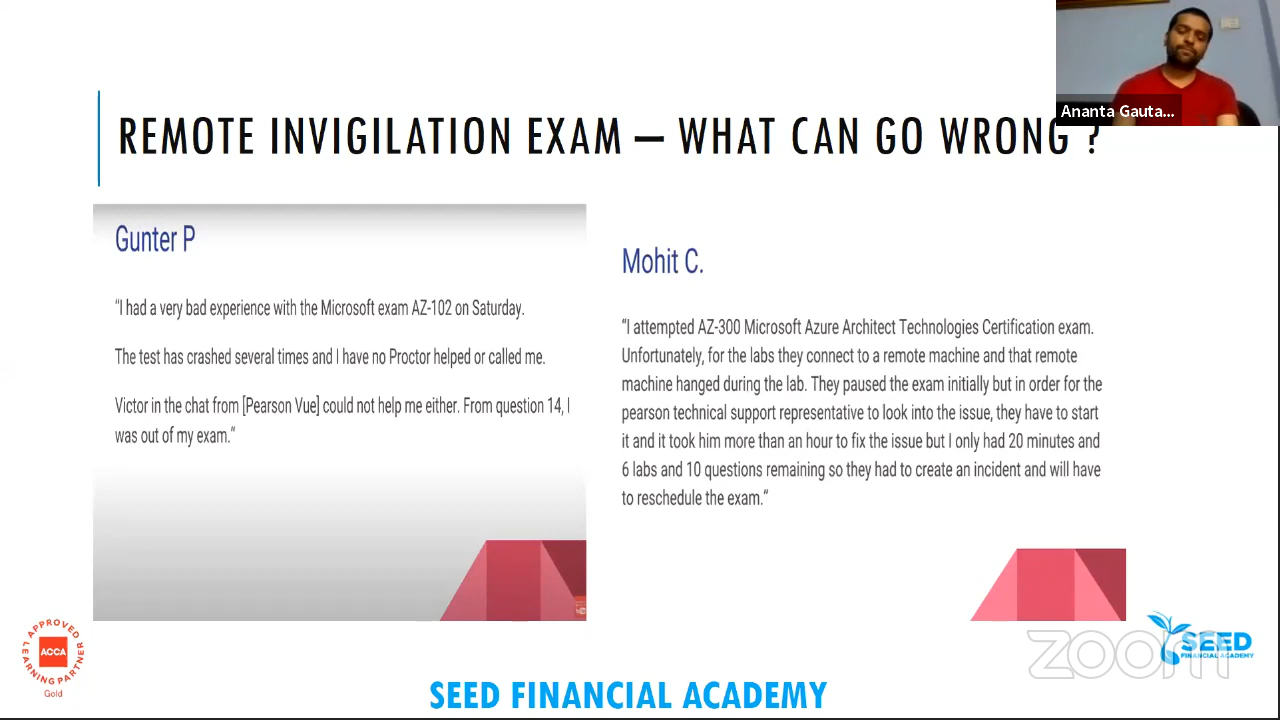 Ananta Gauta...
REMOTE INVIGILATION EXAM — WHAT CAN GO WRONG ?
Gunter P
“I had a very bad experience with the Microsoft exam AZ-102 on Saturday.
The test has crashed several times and I have no Proctor helped or called me.
Victor in the chat from [Pearson Vue] could not help me either. From question 14, I
was out of my exam.“
Mohit C.
“I attempted AZ-300 Microsoft Azure Architect Technologies Certification exam.
Unfortunately, for the labs they connect to a remote machine and that remote
machine hanged during the lab. They paused the exam initially but in order for the
pearson technical support representative to look into the issue, they have to start
it and it took him more than an hour to fix the issue but I only had 20 minutes and
6 labs and 10 questions remaining so they had to create an incident and will have
to reschedule the exam.“
APPROVED
ACCA
LEARNING PARTNER
Gold
zoom
SEED
FINANCIAL ACADEMY
SEED FINANCIAL ACADEMY